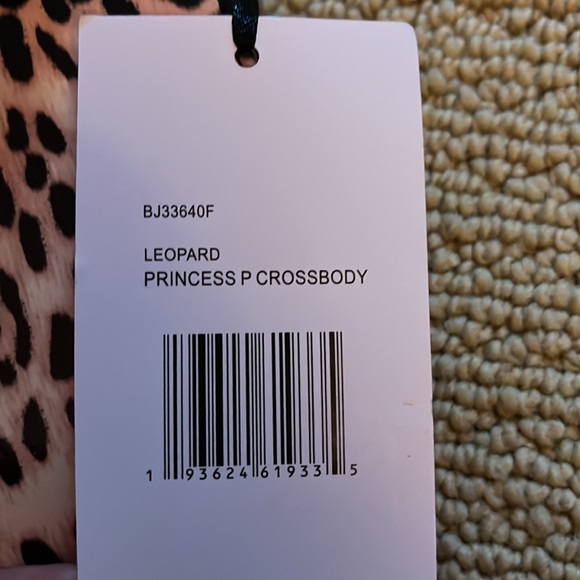 BJ33640F
LEOPARD
PRINCESS P CROSSBODY
1 93624 61933 5